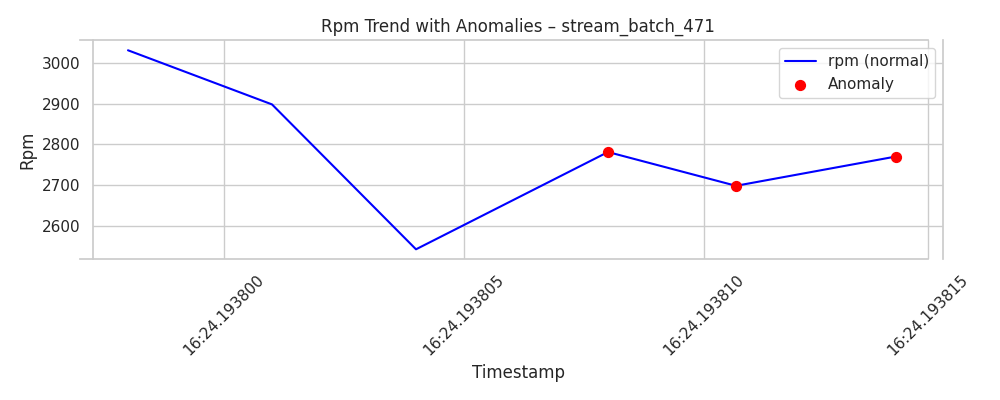 Rpm Trend with Anomalies – stream_batch_471
rpm (normal)
Anomaly
Rpm
3000
2900
2800
2700
2600
16:24.193800
16:24.193805
16:24.193810
16:24.193815
Timestamp